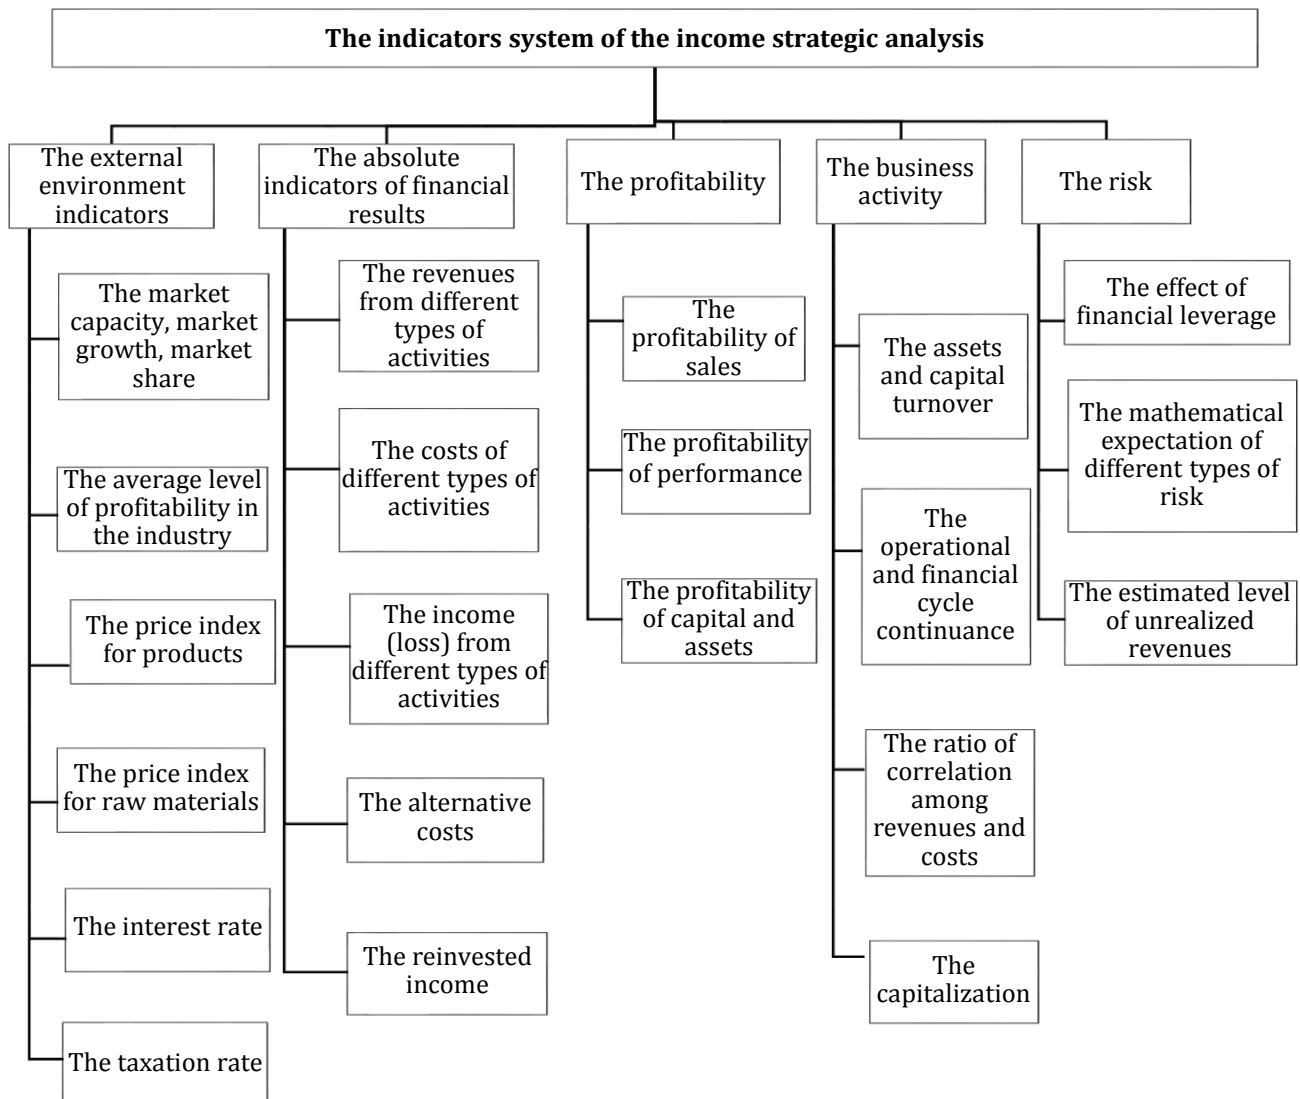 The indicators system of the income strategic analysis
The external
environment
indicators
The market
capacity, market
growth, market
share
The average level
of profitability in
the industry
The price index
for products
The price index
for raw materials
The interest rate
The taxation rate
The absolute
indicators of financial
results
The revenues
from different
types of
activities
The costs of
different types of
activities
The income
(loss) from
different types of
activities
The alternative
costs
The reinvested
income
The profitability
The
profitability of
sales
The profitability
of performance
The profitability
of capital and
assets
The business
activity
The assets
and capital
turnover
The
operational
and financial
cycle
continuance
The ratio of
correlation
among
revenues and
costs
The
capitalization
The risk
The effect of
financial leverage
The mathematical
expectation of
different types of
risk
The estimated level
of unrealized
revenues